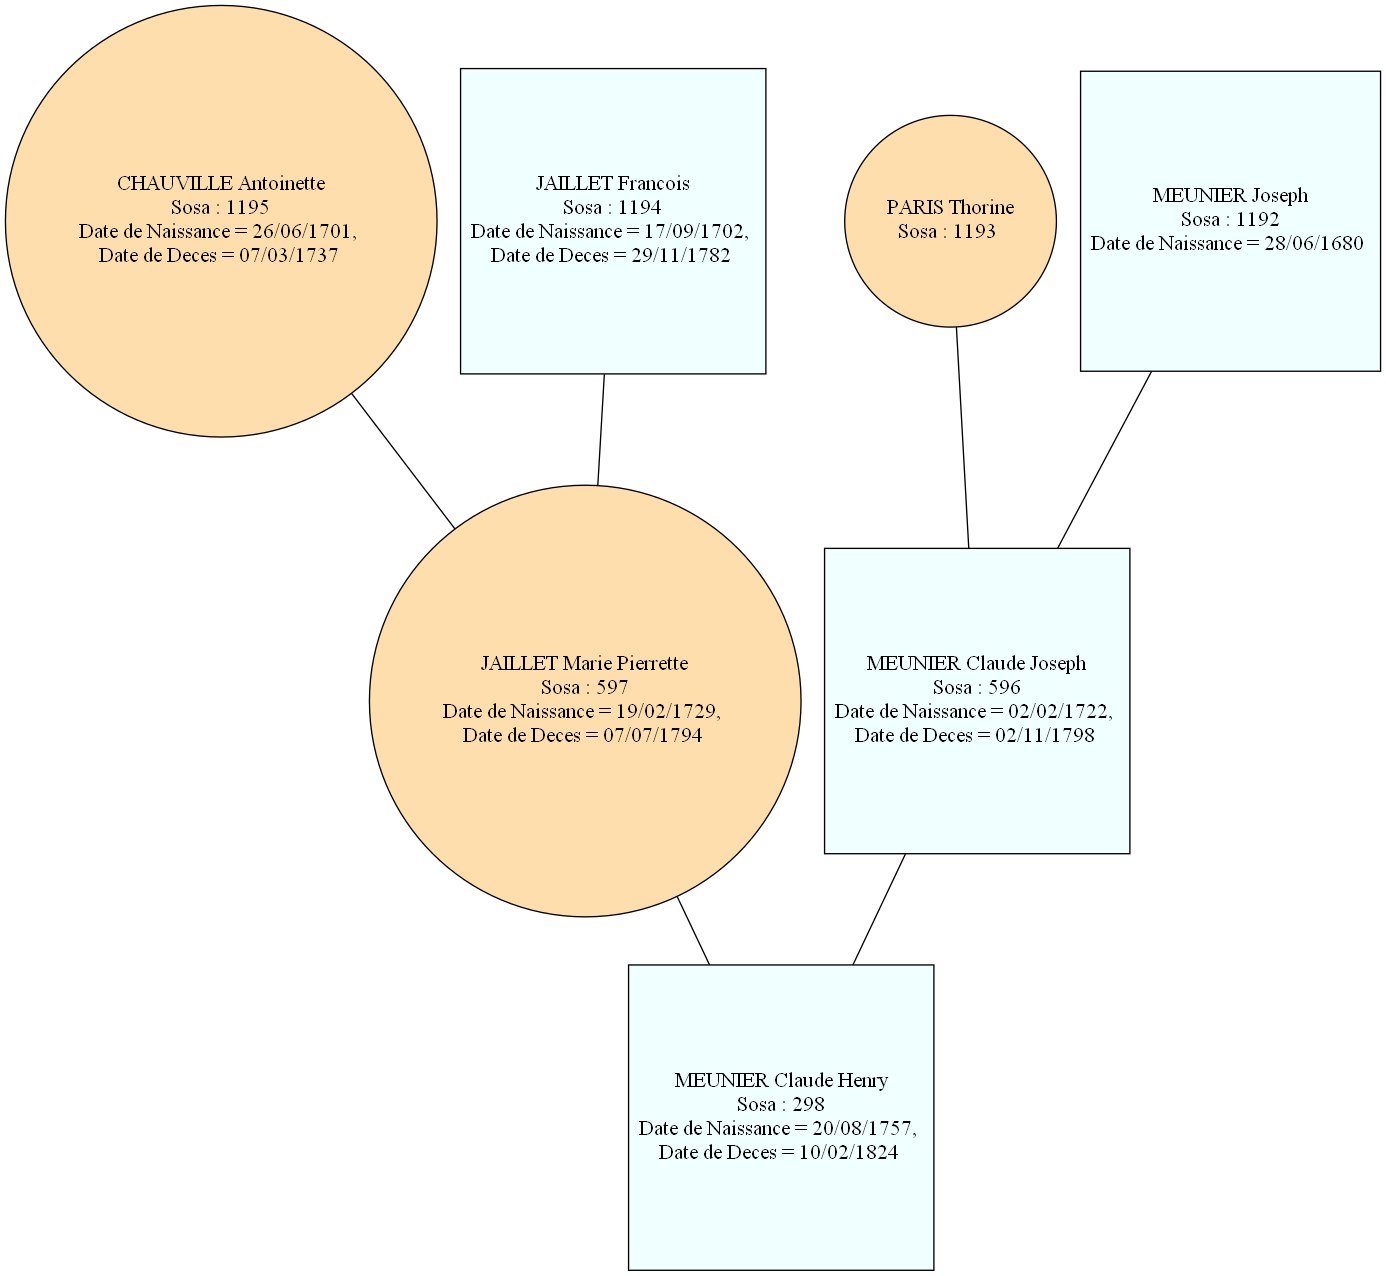 CHAUVILLE Antoinette
Sosa : 1195
Date de Naissance = 26/06/1701,
Date de Deces = 07/03/1737
JAILLET Francois
Sosa : 1194
Date de Naissance = 17/09/1702,
Date de Deces = 29/11/1782
PARIS Thorine
Sosa : 1193
MEUNIER Joseph
Sosa : 1192
Date de Naissance = 28/06/1680
JAILLET Marie Pierrette
Sosa : 597
Date de Naissance = 19/02/1729,
Date de Deces = 07/07/1794
MEUNIER Claude Joseph
Sosa : 596
Date de Naissance = 02/02/1722,
Date de Deces = 02/11/1798
MEUNIER Claude Henry
Sosa : 298
Date de Naissance = 20/08/1757,
Date de Deces = 10/02/1824